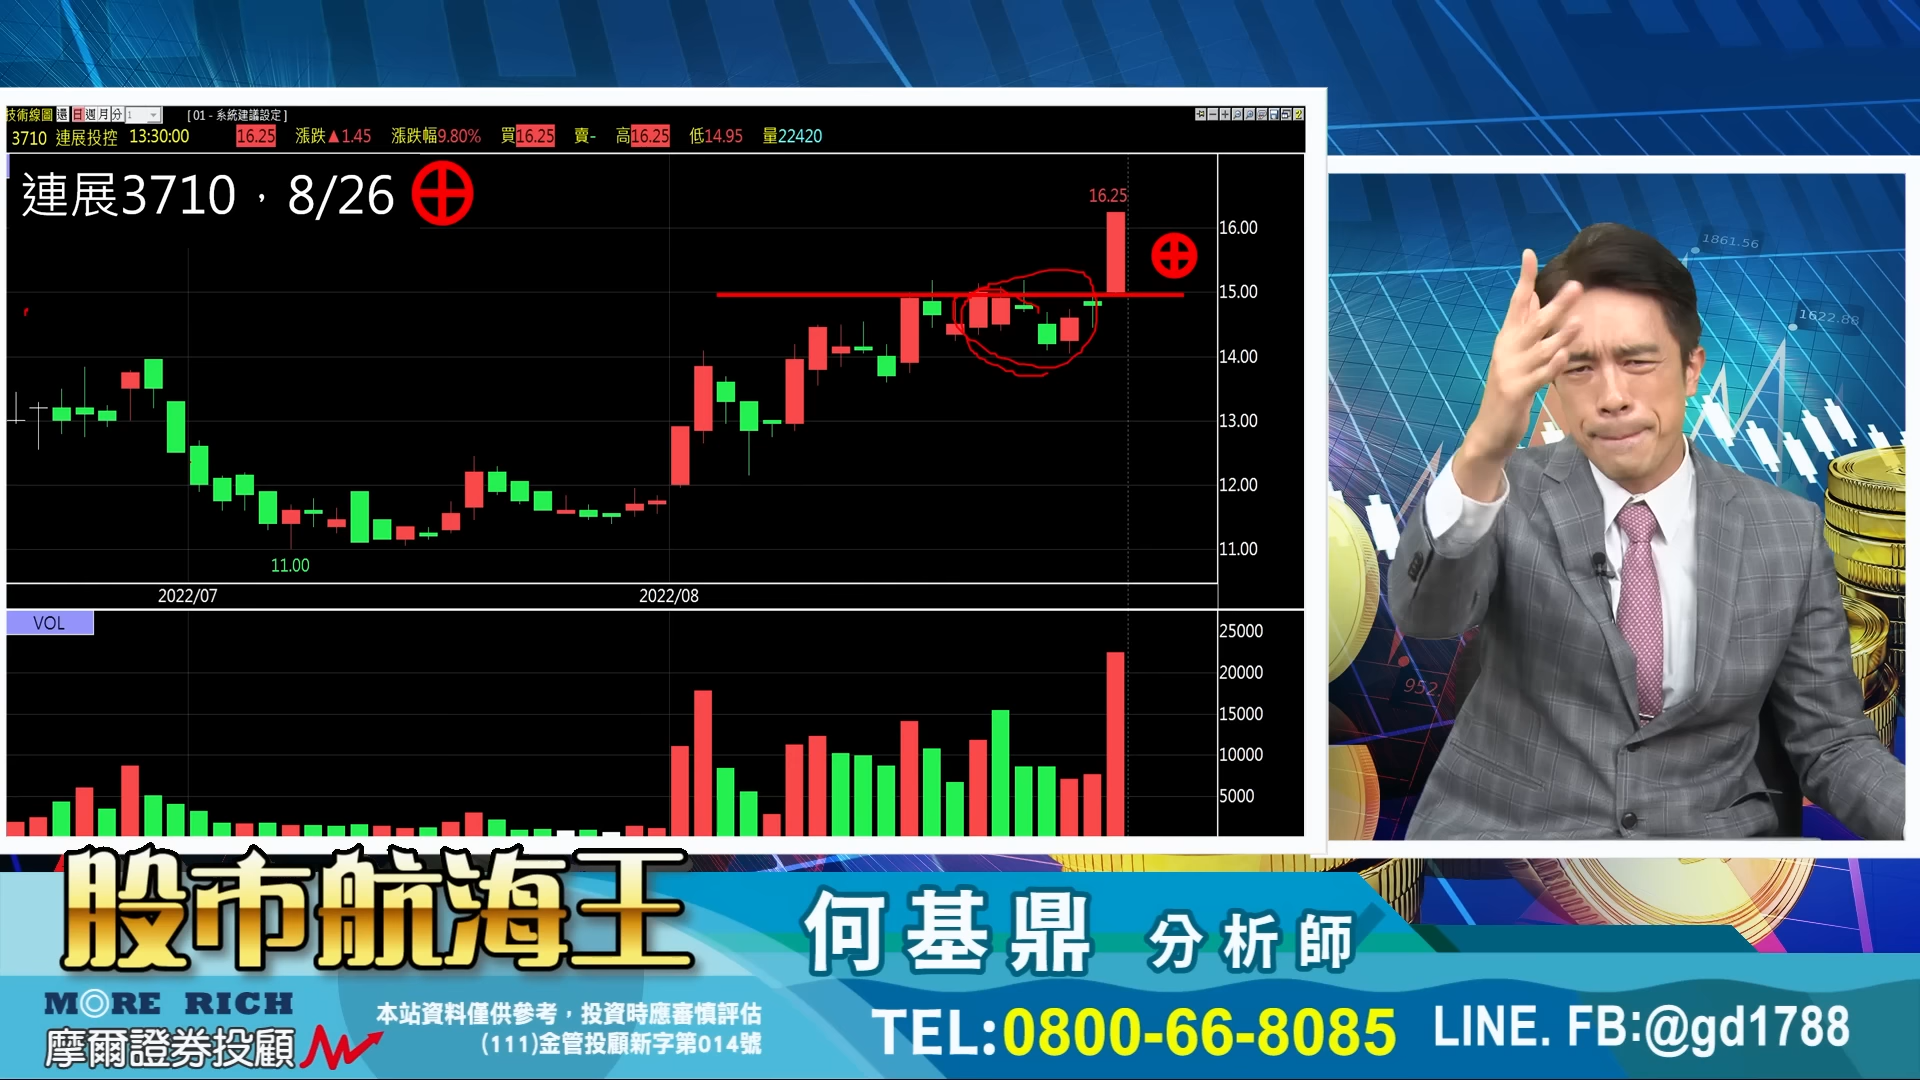 技術線圖 還 日 週 月 分 1 [ 01 - 系統建議設定 ]
3710 連展投控 13:30:00 16.25 漲跌▲1.45 漲跌幅9.80% 買16.25 賣- 高16.25 低14.95 量22420
連展3710，8/26
16.25
16.00
15.00
14.00
13.00
12.00
11.00
11.00
2022/07
2022/08
VOL
25000
20000
15000
10000
5000
1861.56
1622.88
952.
股市航海王
何基鼎 分析師
MORE RICH
摩爾證券投顧
本站資料僅供參考，投資時應審慎評估
(111)金管投顧新字第014號
TEL:0800-66-8085
LINE. FB:@gd1788